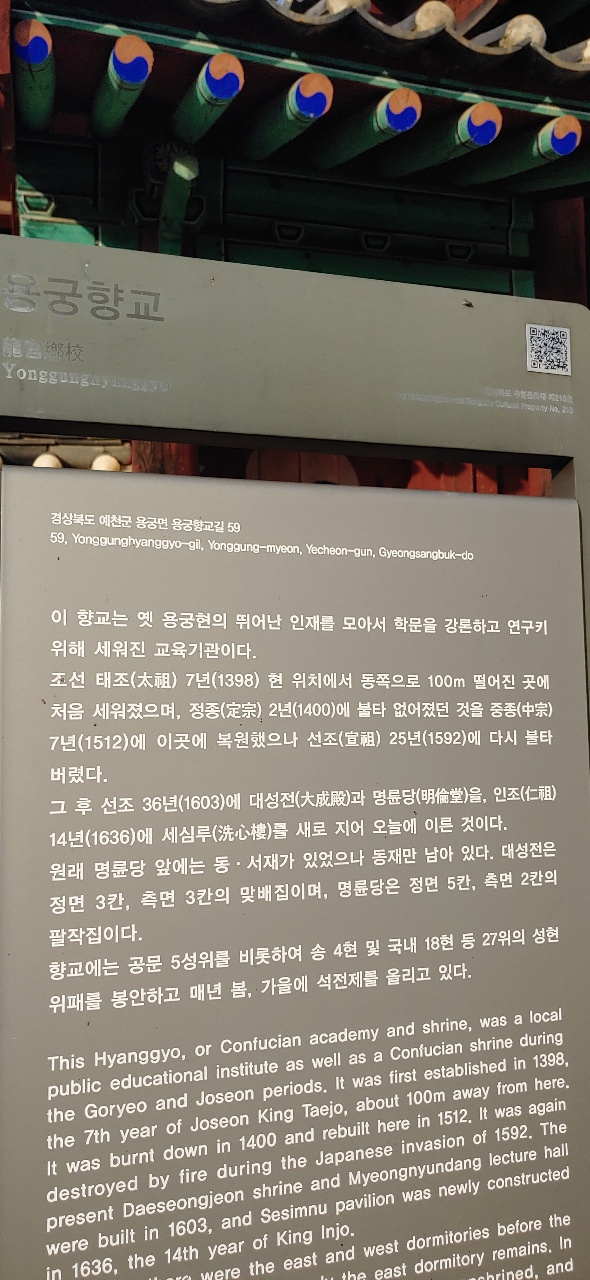 용궁향교
龍宮鄕校
Yonggunghyanggyo
경상북도 예천군 용궁면 용궁향교길 59
59, Yonggunghyanggyo-gil, Yonggung-myeon, Yecheon-gun, Gyeongsangbuk-do
이 향교는 옛 용궁현의 뛰어난 인재를 모아서 학문을 강론하고 연구키
위해 세워진 교육기관이다.
조선 태조(太祖) 7년(1398) 현 위치에서 동쪽으로 100m 떨어진 곳에
처음 세워졌으며, 정종(定宗) 2년(1400)에 불타 없어졌던 것을 중종(中宗)
7년(1512)에 이곳에 복원했으나 선조(宣祖) 25년(1592)에 다시 불타
버렸다.
그 후 선조 36년(1603)에 대성전(大成殿)과 명륜당(明倫堂)을, 인조(仁祖)
14년(1636)에 세심루(洗心樓)를 새로 지어 오늘에 이른 것이다.
원래 명륜당 앞에는 동·서재가 있었으나 동재만 남아 있다. 대성전은
정면 3칸, 측면 3칸의 맞배집이며, 명륜당은 정면 5칸, 측면 2칸의
팔작집이다.
향교에는 공문 5성위를 비롯하여 송 4현 및 국내 18현 등 27위의 성현
위패를 봉안하고 매년 봄, 가을에 석전제를 올리고 있다.
This Hyanggyo, or Confucian academy and shrine, was a local
public educational institute as well as a Confucian shrine during
the Goryeo and Joseon periods. It was first established in 1398,
the 7th year of Joseon King Taejo, about 100m away from here.
It was burnt down in 1400 and rebuilt here in 1512. It was again
destroyed by fire during the Japanese invasion of 1592. The
present Daeseongjeon shrine and Myeongnyundang lecture hall
were built in 1603, and Sesimnu pavilion was newly constructed
in 1636, the 14th year of King Injo.
were the east and west dormitories before the
the east dormitory remains. In
enshrined, and